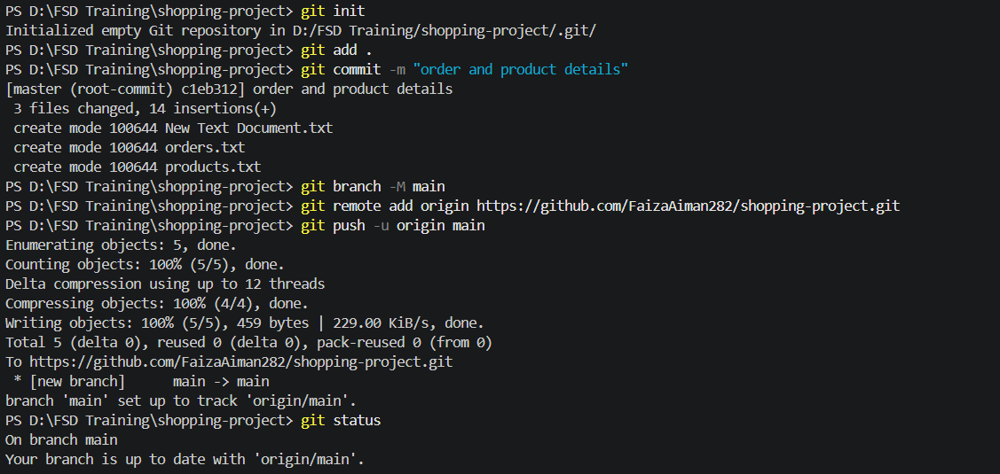 PS D:\FSD Training\shopping-project> git init
Initialized empty Git repository in D:/FSD Training/shopping-project/.git/
PS D:\FSD Training\shopping-project> git add .
PS D:\FSD Training\shopping-project> git commit -m "order and product details"
[master (root-commit) c1eb312] order and product details
 3 files changed, 14 insertions(+)
 create mode 100644 New Text Document.txt
 create mode 100644 orders.txt
 create mode 100644 products.txt
PS D:\FSD Training\shopping-project> git branch -M main
PS D:\FSD Training\shopping-project> git remote add origin https://github.com/FaizaAiman282/shopping-project.git
PS D:\FSD Training\shopping-project> git push -u origin main
Enumerating objects: 5, done.
Counting objects: 100% (5/5), done.
Delta compression using up to 12 threads
Compressing objects: 100% (4/4), done.
Writing objects: 100% (5/5), 459 bytes | 229.00 KiB/s, done.
Total 5 (delta 0), reused 0 (delta 0), pack-reused 0 (from 0)
To https://github.com/FaizaAiman282/shopping-project.git
 * [new branch]      main -> main
branch 'main' set up to track 'origin/main'.
PS D:\FSD Training\shopping-project> git status
On branch main
Your branch is up to date with 'origin/main'.